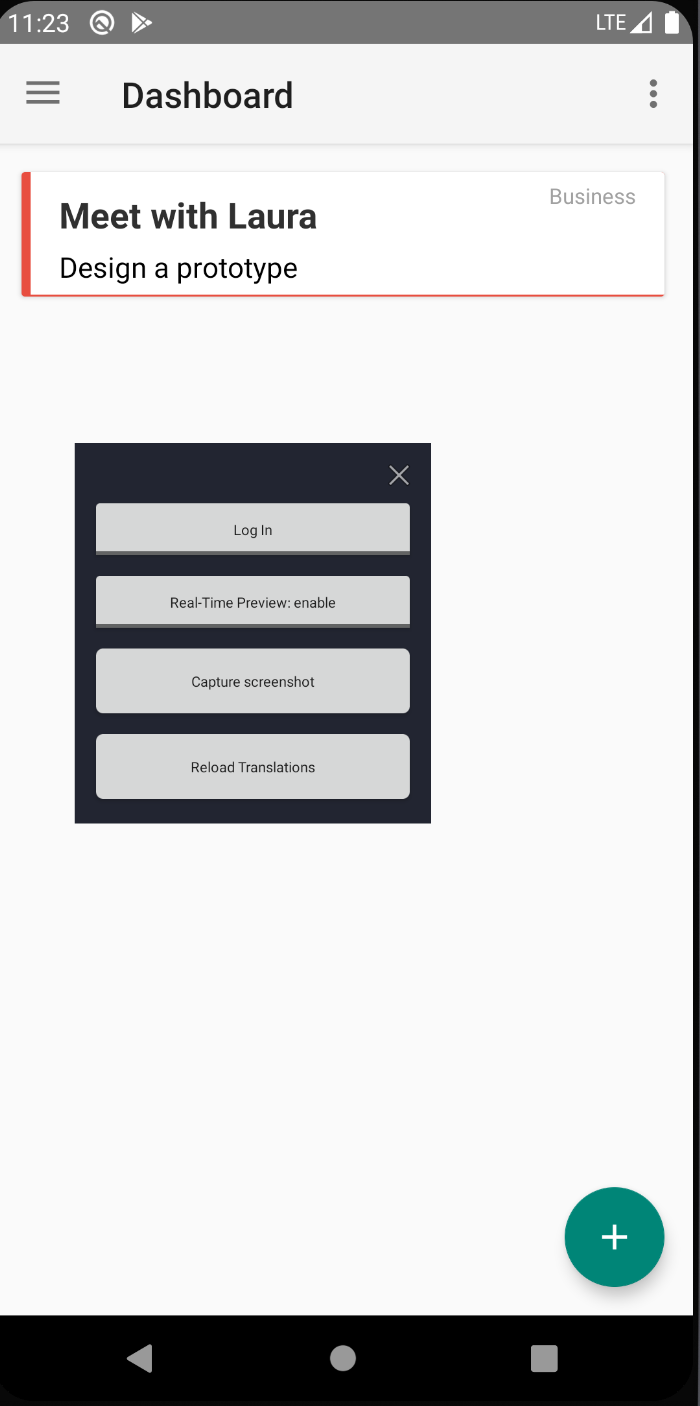 11:23
LTE
Dashboard
Business
Meet with Laura
Design a prototype
Log In
Real-Time Preview: enable
Capture screenshot
Reload Translations